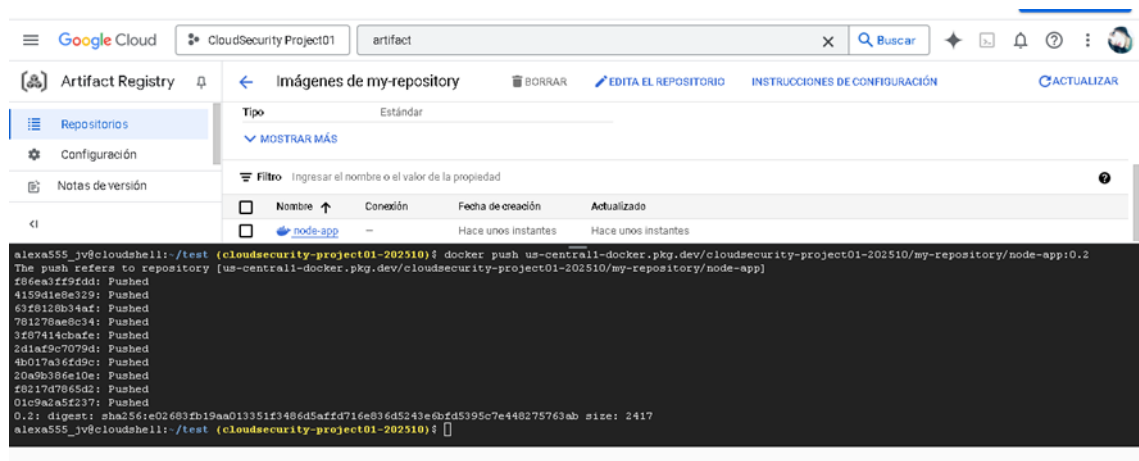 Google Cloud CloudSecurity Project01 artifact Buscar
Artifact Registry Imágenes de my-repository BORRAR EDITA EL REPOSITORIO INSTRUCCIONES DE CONFIGURACIÓN ACTUALIZAR
Tipo Estándar
Repositorios
MOSTRAR MÁS
Configuración
Filtro Ingresar el nombre o el valor de la propiedad
Notas de versión
Nombre Conexión Fecha de creación Actualizado
node-app – Hace unos instantes Hace unos instantes
alexa555_jv@cloudshell:~/test (cloudsecurity-project01-202510)$ docker push us-central1-docker.pkg.dev/cloudsecurity-project01-202510/my-repository/node-app:0.2
The push refers to repository [us-central1-docker.pkg.dev/cloudsecurity-project01-202510/my-repository/node-app]
f86ea3ff9fdd: Pushed
4159d1e8e329: Pushed
63f8128b34af: Pushed
781278ae8c34: Pushed
3f87414cbafe: Pushed
2d1af9c7079d: Pushed
4b017a36fd9c: Pushed
20a9b386e10e: Pushed
f8217d7865d2: Pushed
01c9a2a5f237: Pushed
0.2: digest: sha256:e02683fb19aa013351f3486d5affd716e836d5243e6bfd5395c7e448275763ab size: 2417
alexa555_jv@cloudshell:~/test (cloudsecurity-project01-202510)$